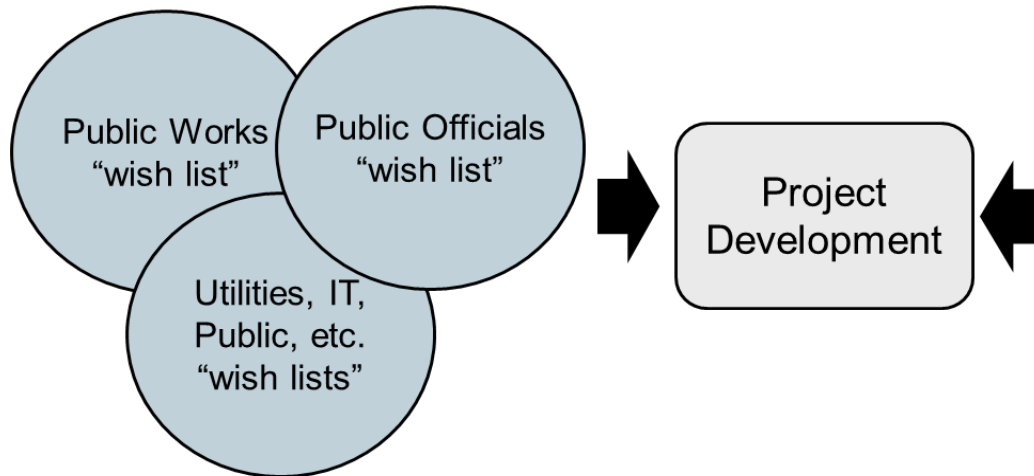 Public Works
“wish list”
Public Officials
“wish list”
Utilities, IT,
Public, etc.
“wish lists”
Project
Development